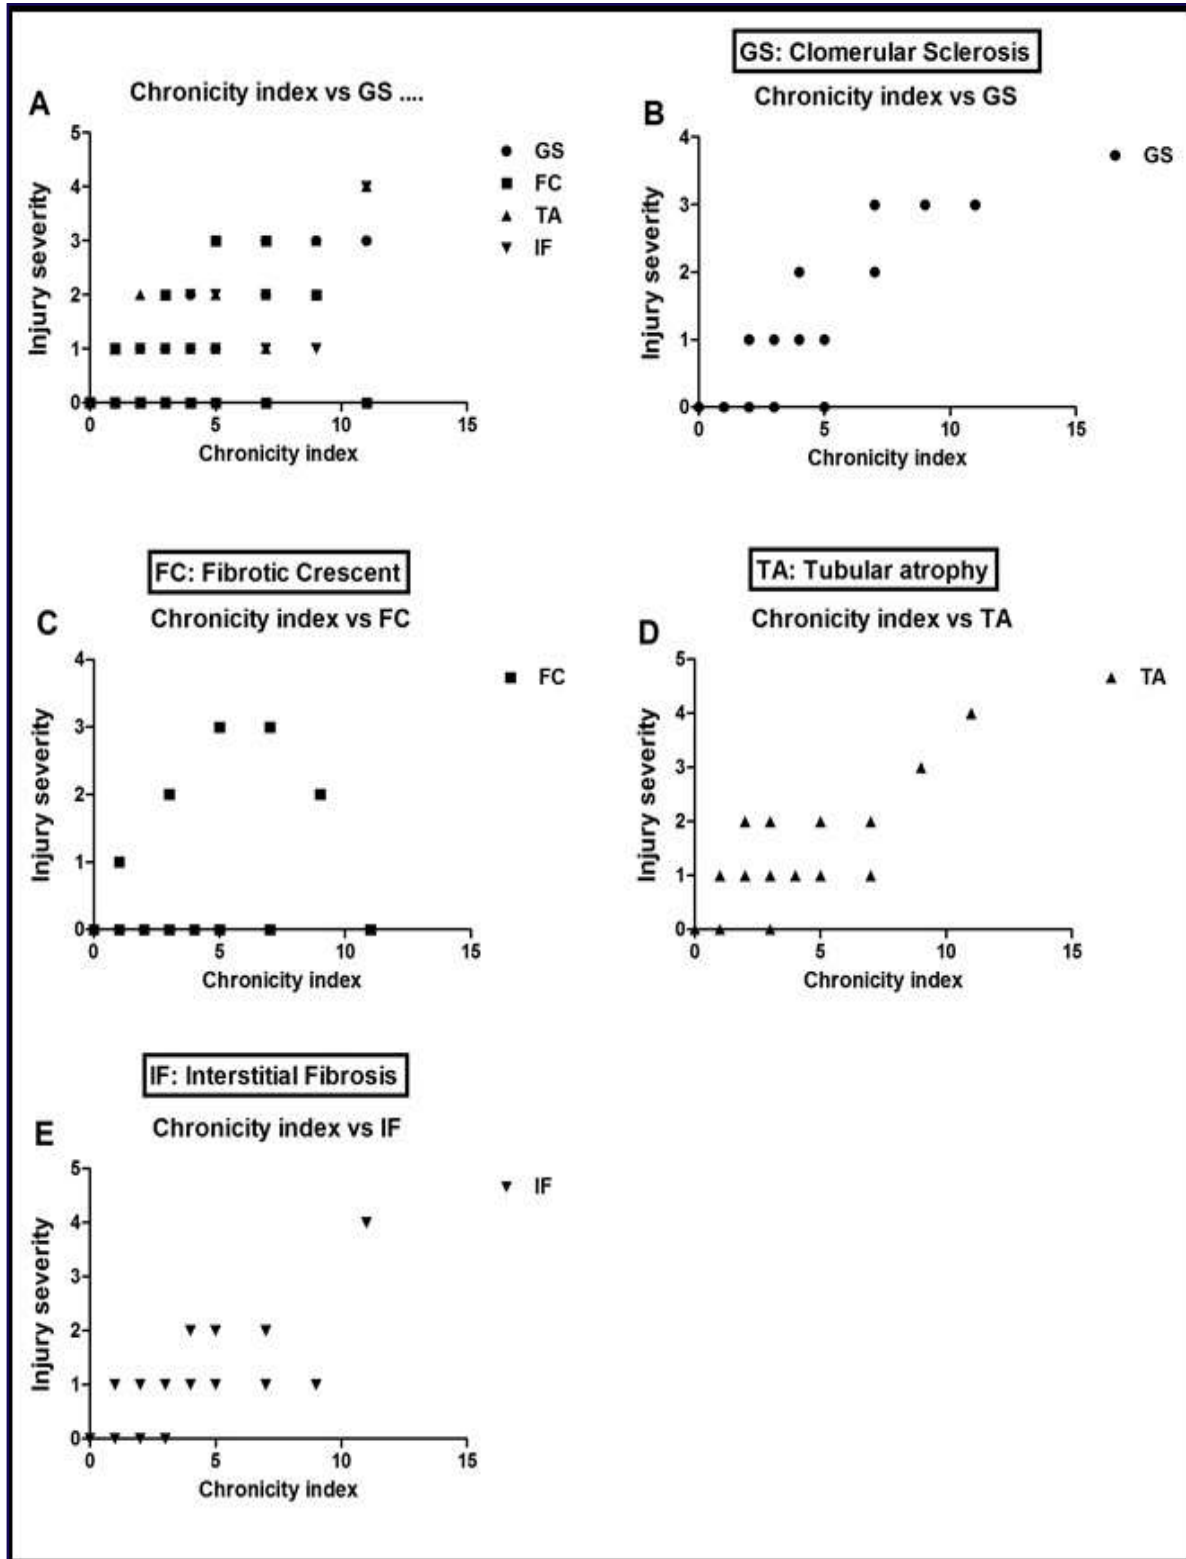 A
Chronicity index vs GS ....
Injury severity
5
4
3
2
1
0
0 5 10 15
Chronicity index
GS
FC
TA
IF
GS: Clomerular Sclerosis
B
Chronicity index vs GS
Injury severity
4
3
2
1
0
0 5 10 15
Chronicity index
GS
FC: Fibrotic Crescent
C
Chronicity index vs FC
Injury severity
4
3
2
1
0
0 5 10 15
Chronicity index
FC
TA: Tubular atrophy
D
Chronicity index vs TA
Injury severity
5
4
3
2
1
0
0 5 10 15
Chronicity index
TA
IF: Interstitial Fibrosis
E
Chronicity index vs IF
Injury severity
5
4
3
2
1
0
0 5 10 15
Chronicity index
IF